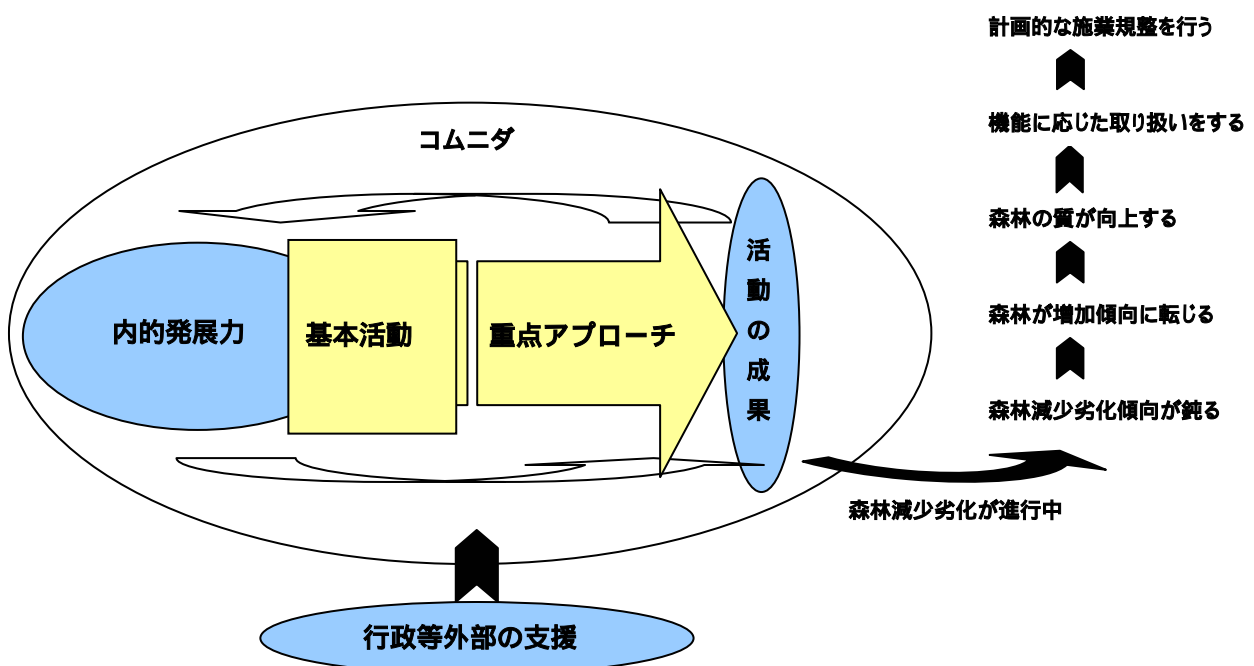 計画的な施業規整を行う
機能に応じた取り扱いをする
森林の質が向上する
森林が増加傾向に転じる
森林減少劣化傾向が鈍る
森林減少劣化が進行中
コムニダ
内的発展力
基本活動
重点アプローチ
活動の成果
行政等外部の支援